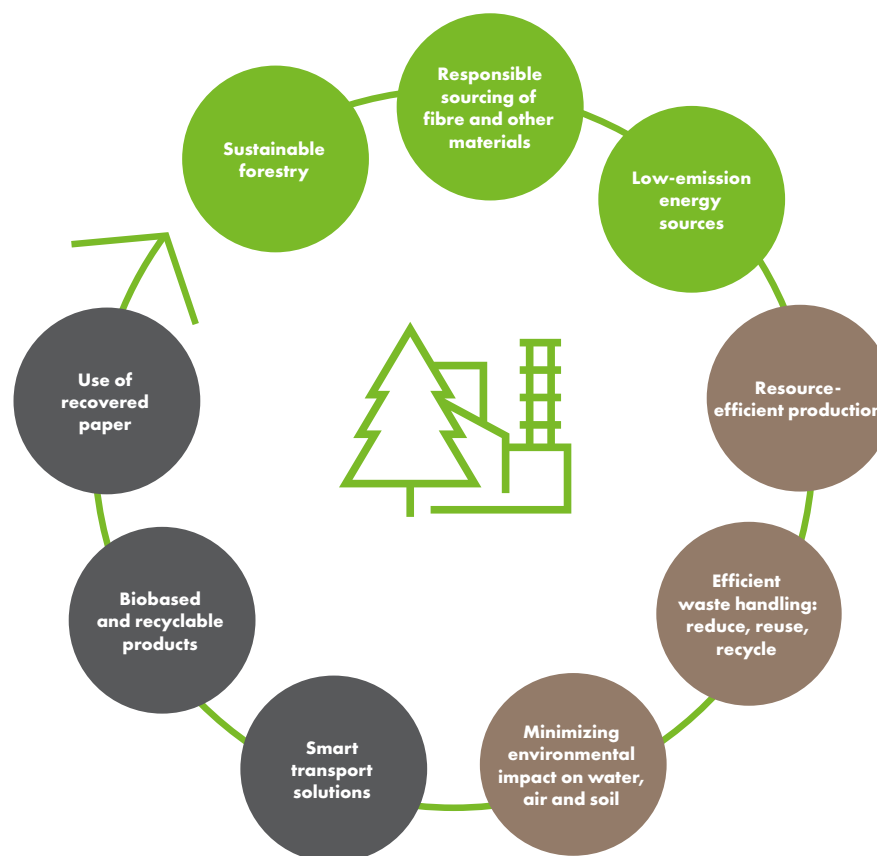 Sustainable
forestry
Responsible
sourcing of
fibre and other
materials
Low-emission
energy
sources
Resource-
efficient production
Efficient
waste handling:
reduce, reuse,
recycle
Minimizing
environmental
impact on water,
air and soil
Smart
transport
solutions
Biobased
and recyclable
products
Use of
recovered
paper